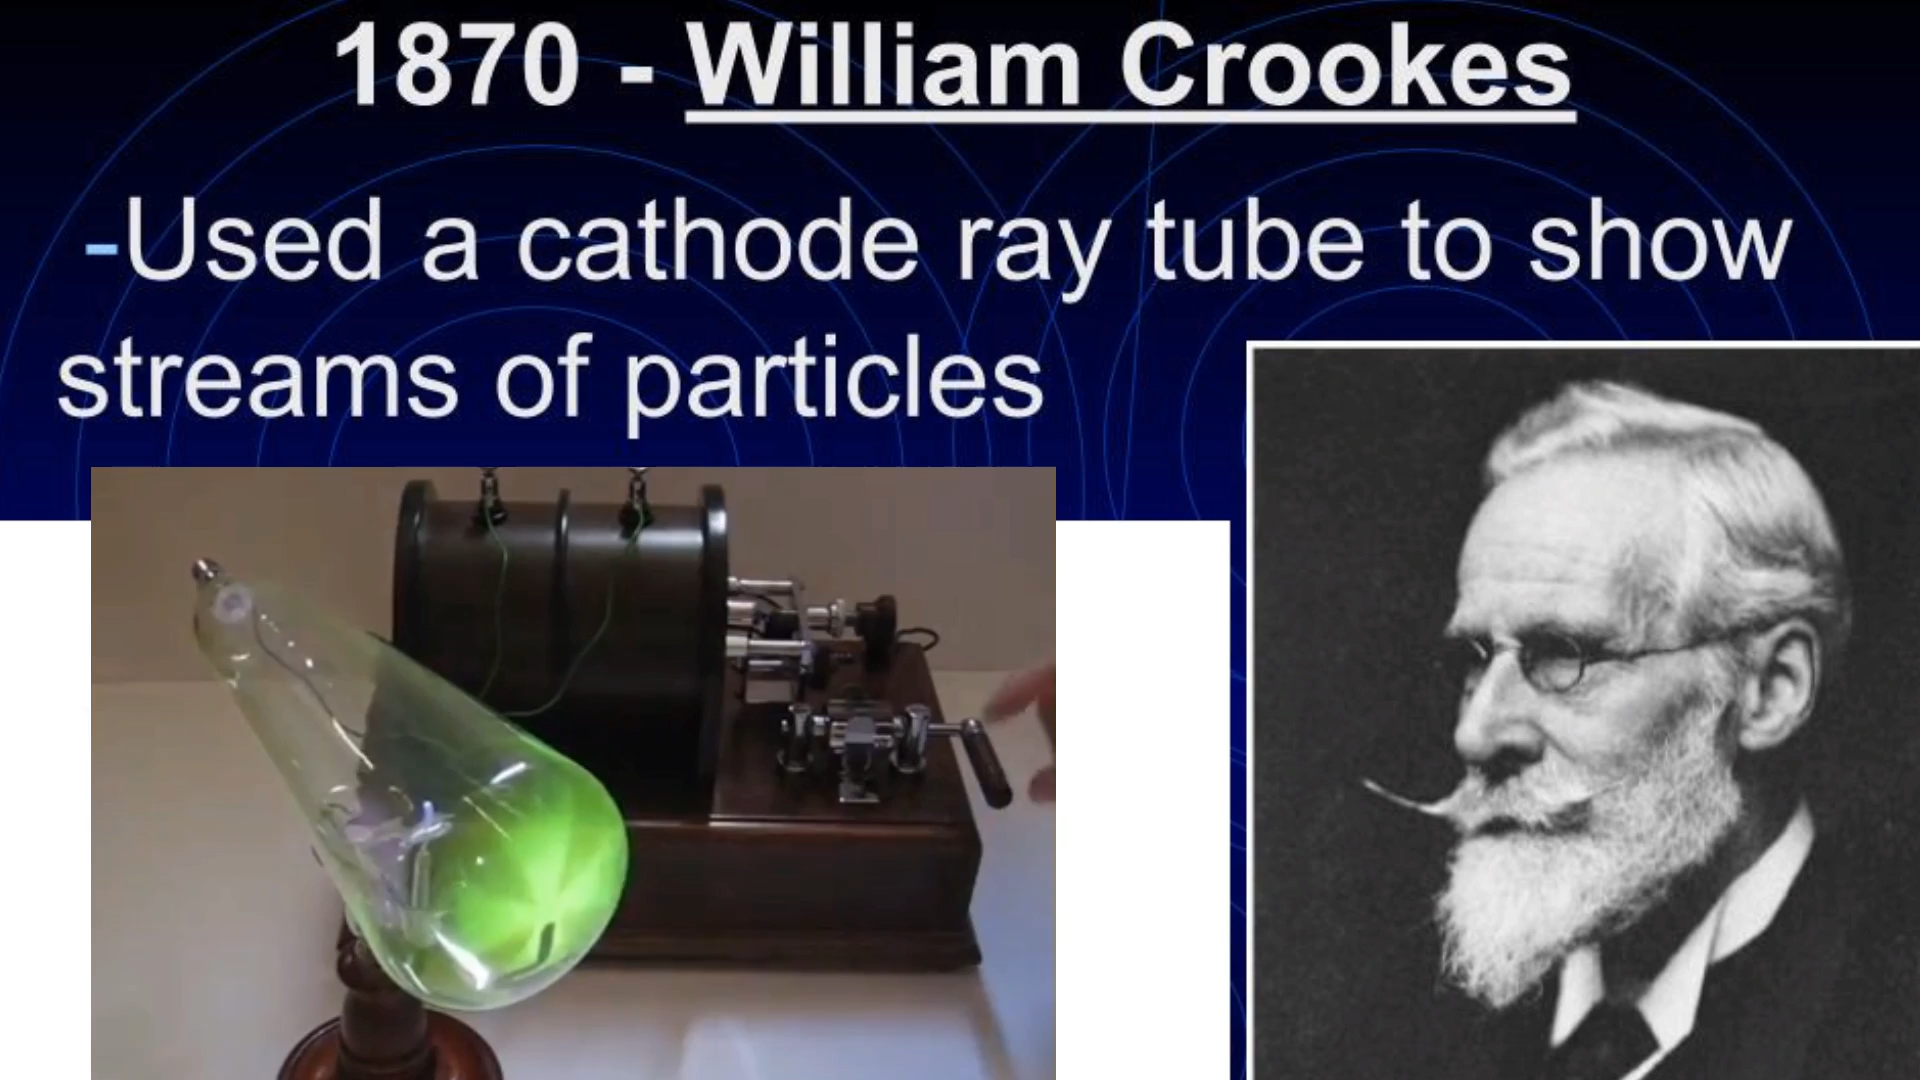 1870 - William Crookes
-Used a cathode ray tube to show
streams of particles